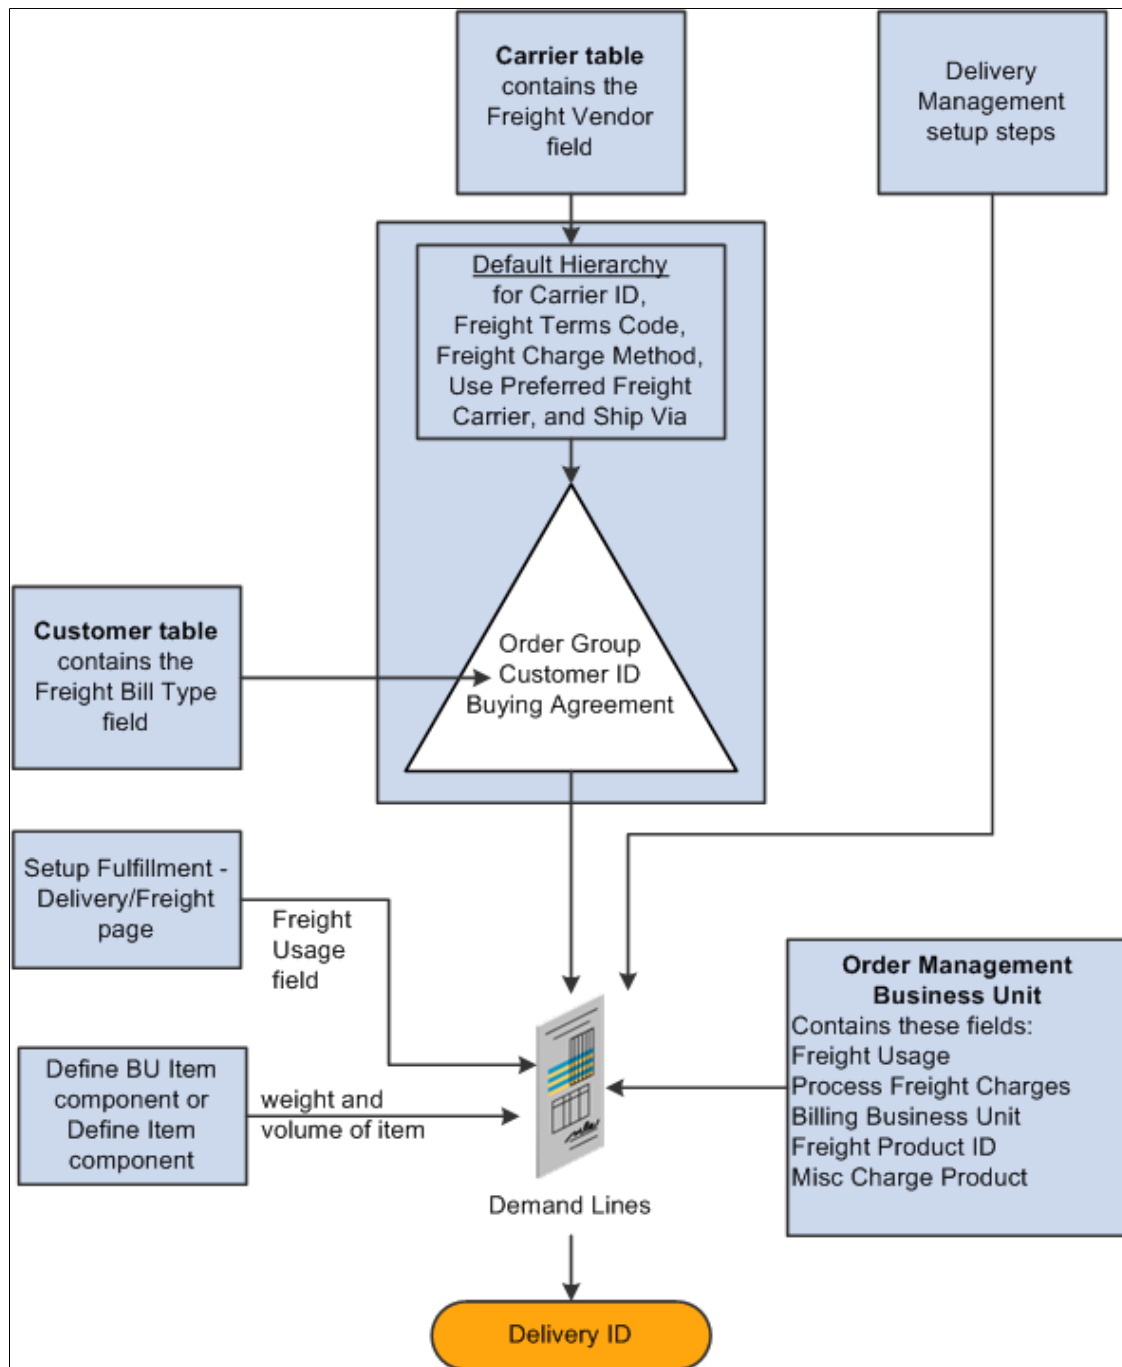 Carrier table
contains the
Freight Vendor
field
Delivery
Management
setup steps
Default Hierarchy
for Carrier ID,
Freight Terms Code,
Freight Charge Method,
Use Preferred Freight
Carrier, and Ship Via
Customer table
contains the
Freight Bill Type
field
Order Group
Customer ID
Buying Agreement
Setup Fulfillment -
Delivery/Freight
page
Freight
Usage
field
Order Management
Business Unit
Contains these fields:
Freight Usage
Process Freight Charges
Billing Business Unit
Freight Product ID
Misc Charge Product
Define BU Item
component or
Define Item
component
weight and
volume of item
Demand Lines
Delivery ID